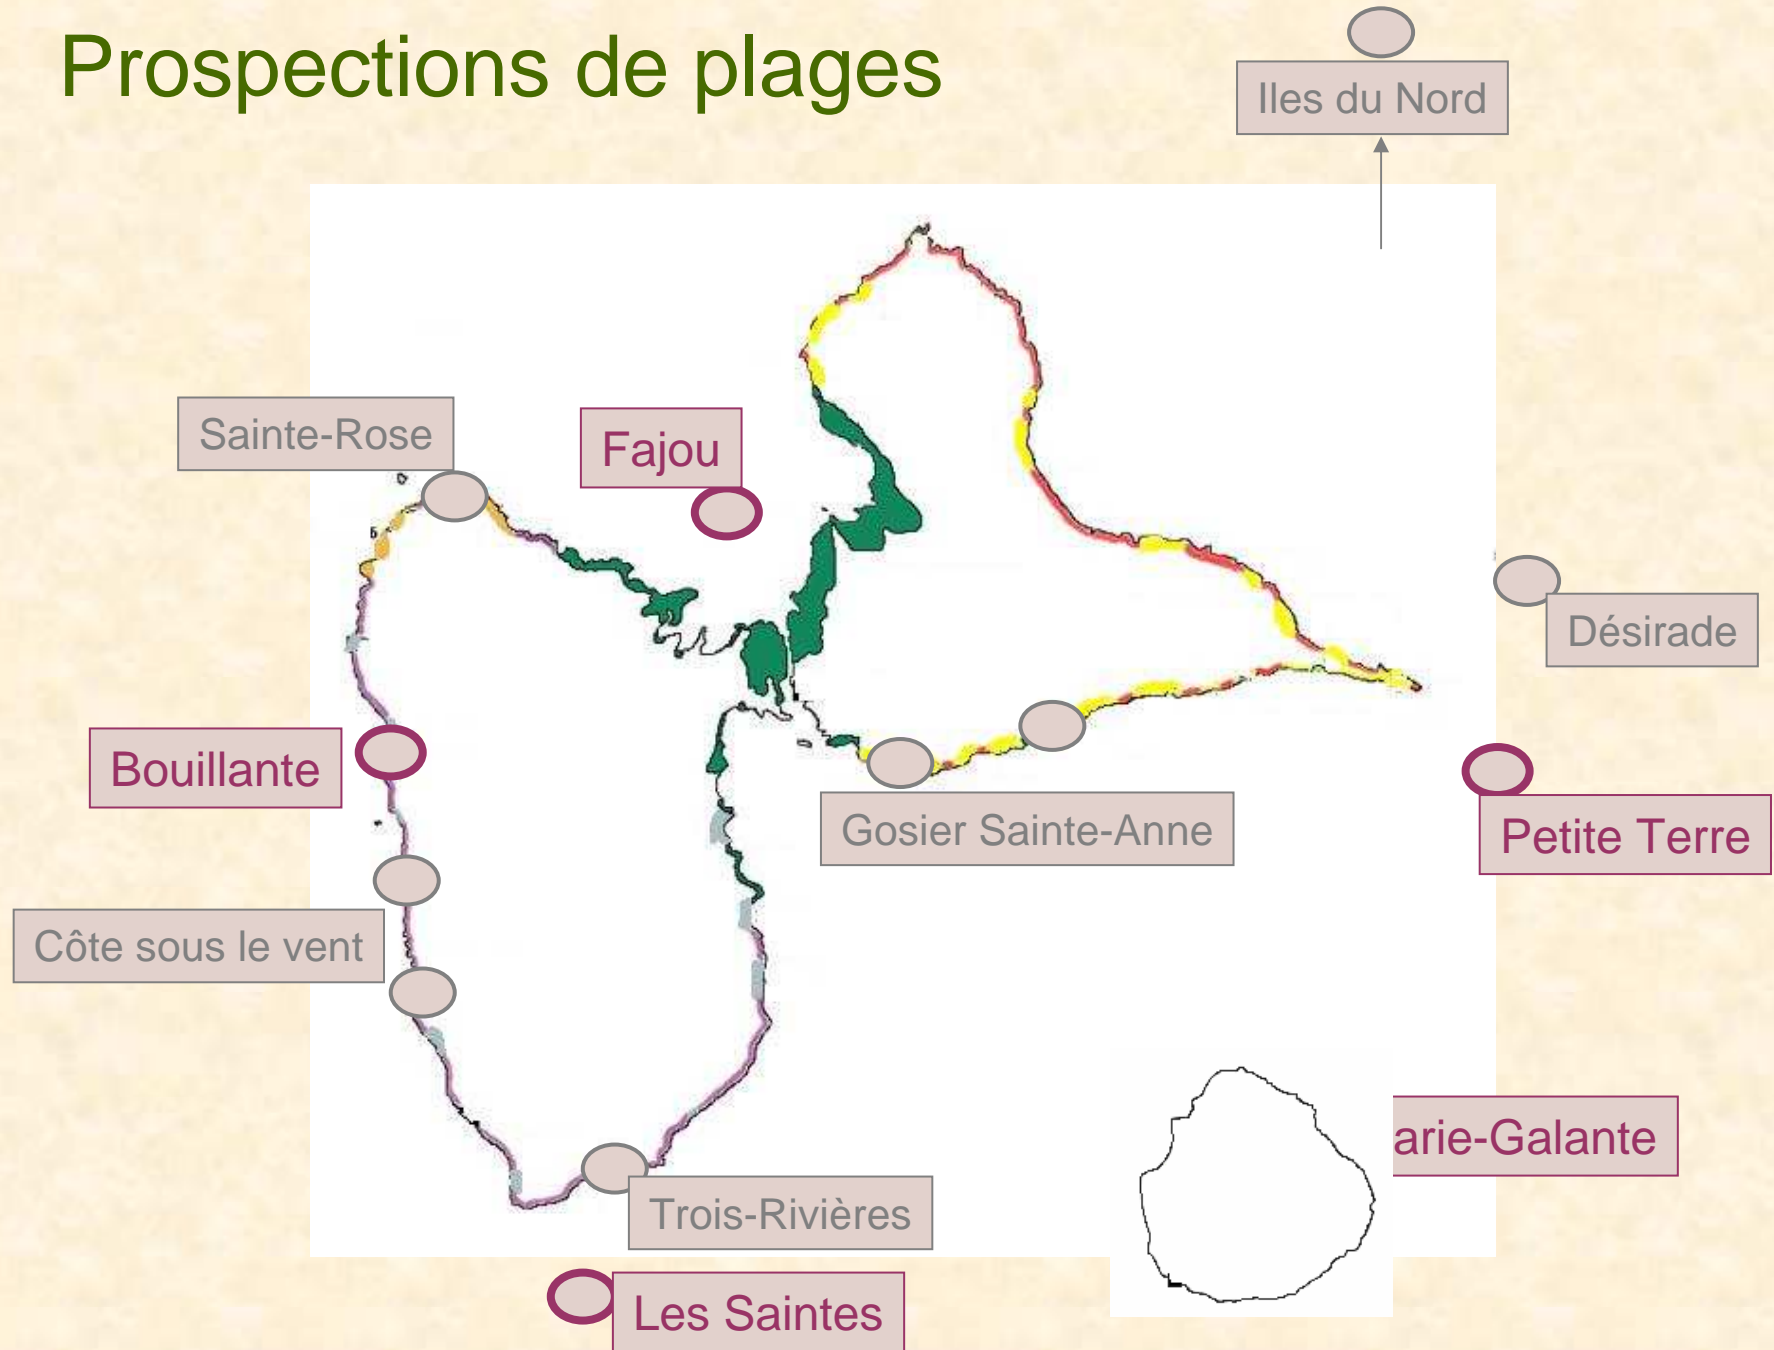 Prospections de plages
Iles du Nord
Sainte-Rose
Fajou
Désirade
Bouillante
Gosier Sainte-Anne
Petite Terre
Côte sous le vent
arie-Galante
Trois-Rivières
Les Saintes